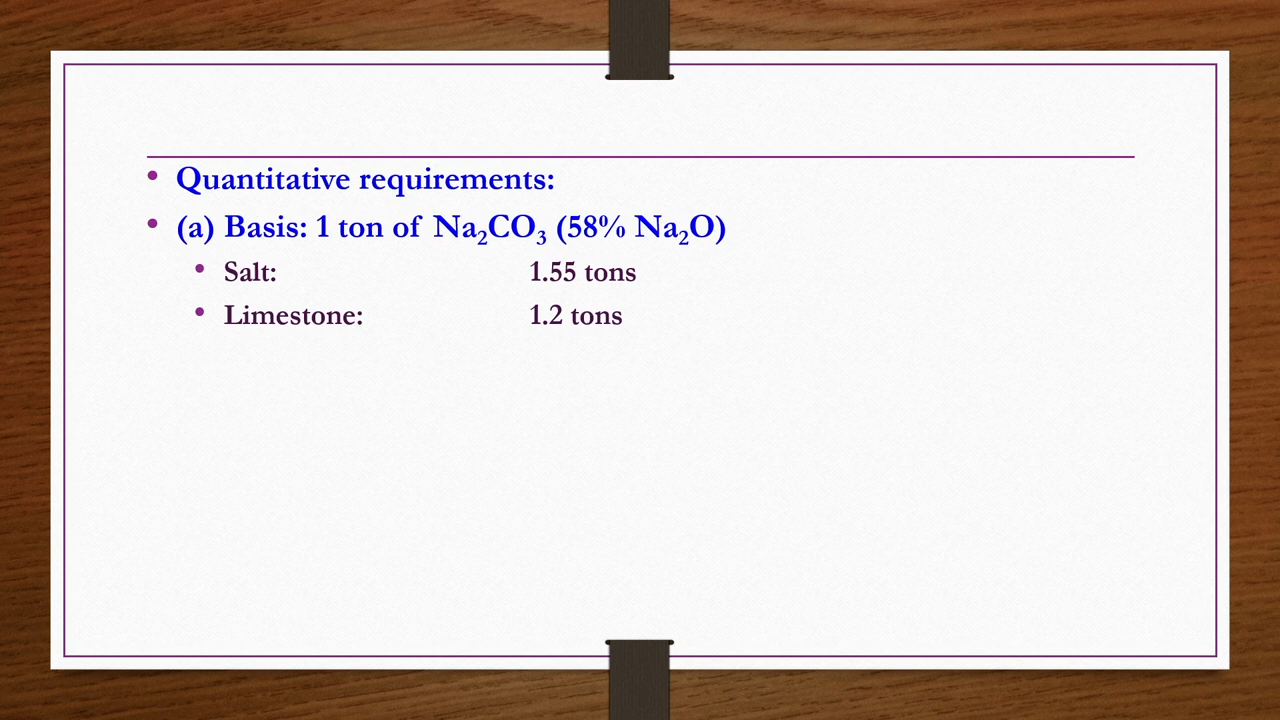 • Quantitative requirements:
• (a) Basis: 1 ton of Na₂CO₃ (58% Na₂O)
• Salt: 1.55 tons
• Limestone: 1.2 tons